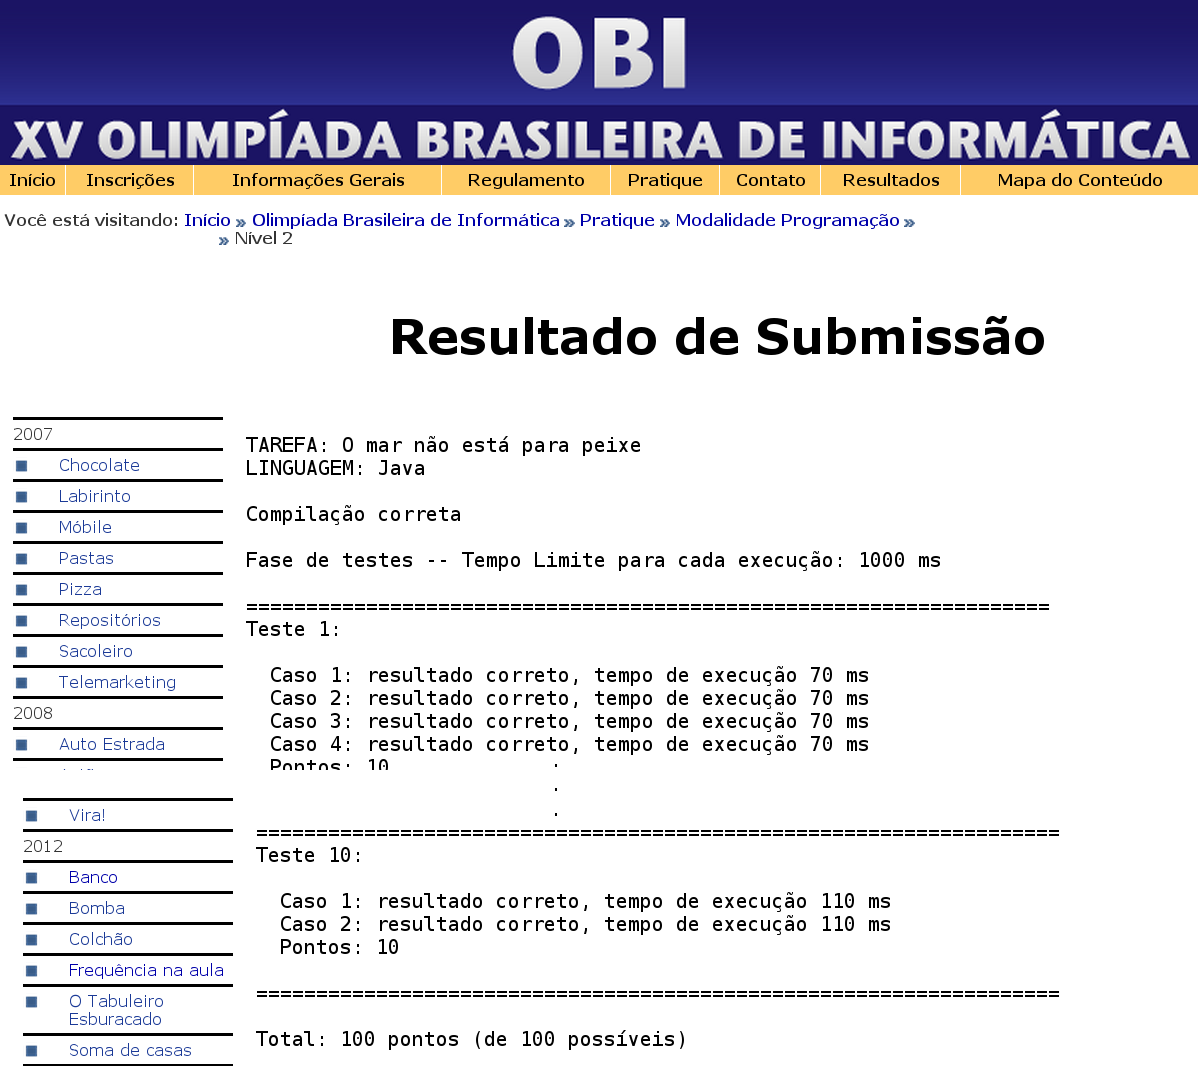 OBI
XV OLIMPÍADA BRASILEIRA DE INFORMÁTICA
Início Inscrições Informações Gerais Regulamento Pratique Contato Resultados Mapa do Conteúdo
Você está visitando: Início » Olimpíada Brasileira de Informática » Pratique » Modalidade Programação »
» Nível 2
Resultado de Submissão
2007
Chocolate
Labirinto
Móbile
Pastas
Pizza
Repositórios
Sacoleiro
Telemarketing
2008
Auto Estrada
TAREFA: O mar não está para peixe
LINGUAGEM: Java
Compilação correta
Fase de testes -- Tempo Limite para cada execução: 1000 ms
===================================================================
Teste 1:
Caso 1: resultado correto, tempo de execução 70 ms
Caso 2: resultado correto, tempo de execução 70 ms
Caso 3: resultado correto, tempo de execução 70 ms
Caso 4: resultado correto, tempo de execução 70 ms
Pontos: 10
.
.
.
Vira!
2012
Banco
Bomba
Colchão
Frequência na aula
O Tabuleiro
Esburacado
Soma de casas
===================================================================
Teste 10:
Caso 1: resultado correto, tempo de execução 110 ms
Caso 2: resultado correto, tempo de execução 110 ms
Pontos: 10
===================================================================
Total: 100 pontos (de 100 possíveis)